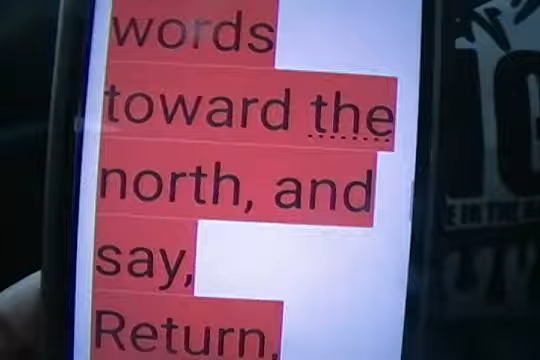 words
toward the
north, and
say,
Return,